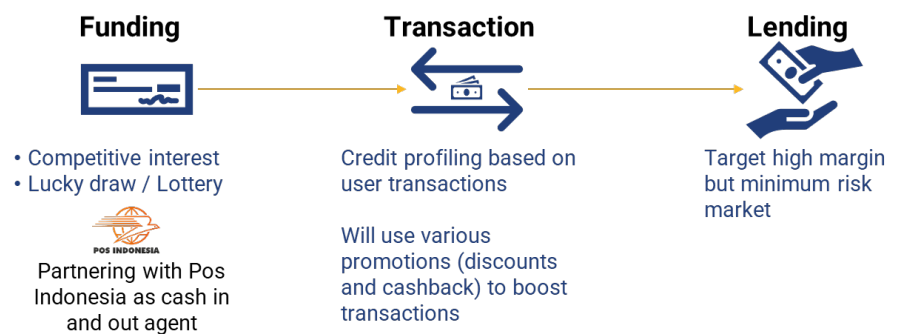 Funding
• Competitive interest
• Lucky draw / Lottery
POS INDONESIA
Partnering with Pos
Indonesia as cash in
and out agent
Transaction
Credit profiling based on
user transactions
Will use various
promotions (discounts
and cashback) to boost
transactions
Lending
Target high margin
but minimum risk
market